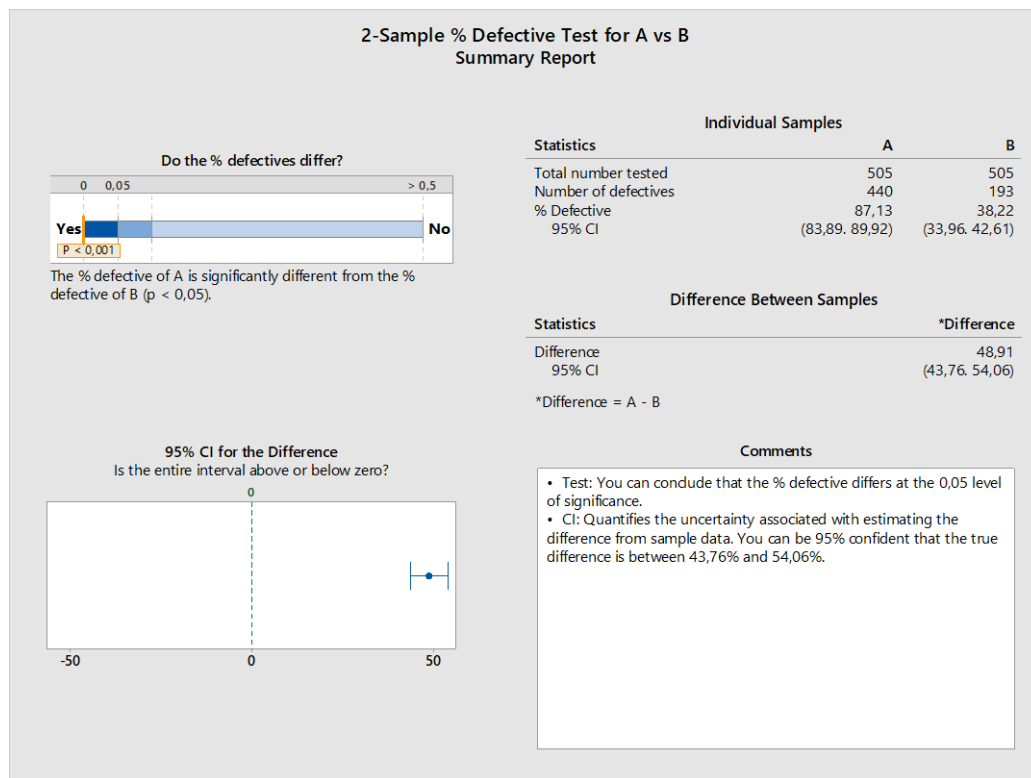 2-Sample % Defective Test for A vs B
Summary Report
Do the % defectives differ?
0 0,05 > 0,5
Yes No
P < 0,001
The % defective of A is significantly different from the %
defective of B (p < 0,05).
Individual Samples
Statistics A B
Total number tested 505 505
Number of defectives 440 193
% Defective 87,13 38,22
95% CI (83,89. 89,92) (33,96. 42,61)
Difference Between Samples
Statistics *Difference
Difference 48,91
95% CI (43,76. 54,06)
*Difference = A - B
95% CI for the Difference
Is the entire interval above or below zero?
0
-50 0 50
Comments
• Test: You can conclude that the % defective differs at the 0,05 level
of significance.
• CI: Quantifies the uncertainty associated with estimating the
difference from sample data. You can be 95% confident that the true
difference is between 43,76% and 54,06%.